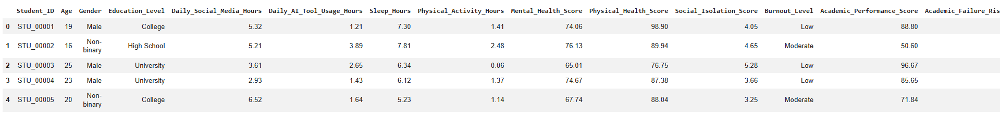 Student_ID Age Gender Education_Level Daily_Social_Media_Hours Daily_AI_Tool_Usage_Hours Sleep_Hours Physical_Activity_Hours Mental_Health_Score Physical_Health_Score Social_Isolation_Score Burnout_Level Academic_Performance_Score Academic_Failure_Ris
0 STU_00001 19 Male College 5.32 1.21 7.30 1.41 74.06 98.90 4.05 Low 88.80
1 STU_00002 16 Non-binary High School 5.21 3.89 7.81 2.48 76.13 89.94 4.65 Moderate 50.60
2 STU_00003 25 Male University 3.61 2.65 6.34 0.06 65.01 76.75 5.28 Low 96.67
3 STU_00004 23 Male University 2.93 1.43 6.12 1.37 74.67 87.38 3.66 Low 85.65
4 STU_00005 20 Non-binary College 6.52 1.64 5.23 1.14 67.74 88.04 3.25 Moderate 71.84